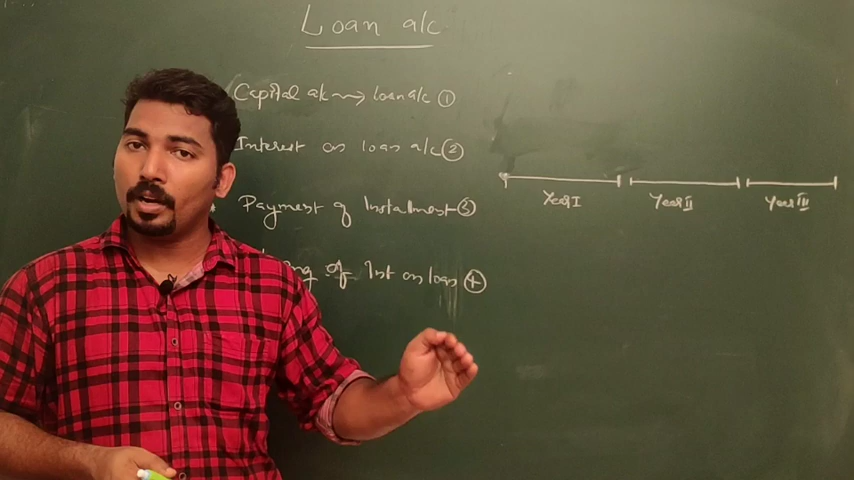 Loan a/c
Capital a/c → loan a/c ①
Interest on loan a/c ②
Payment of Instalment ③
of Int on loan ④
Year I
Year II
Year III